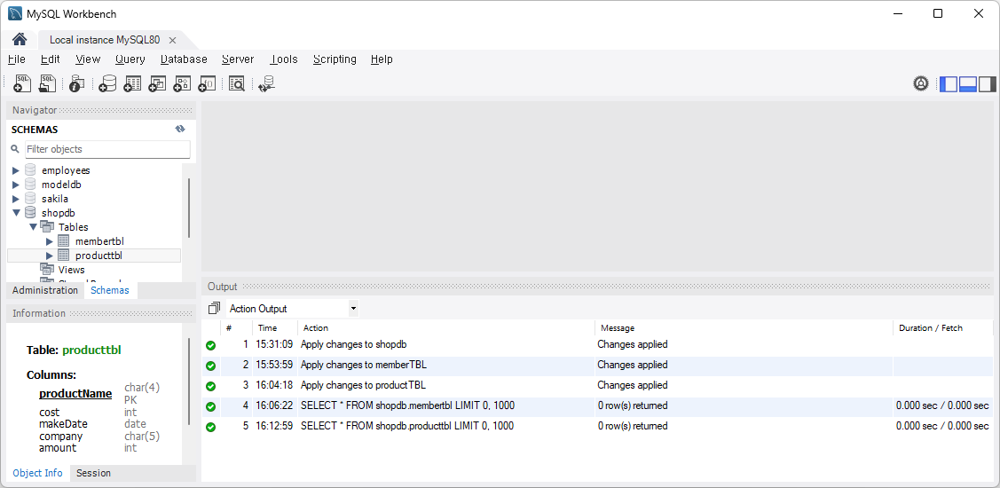 MySQL Workbench
Local instance MySQL80
File Edit View Query Database Server Tools Scripting Help
Navigator
SCHEMAS
Filter objects
employees
modeldb
sakila
shopdb
Tables
membertbl
producttbl
Views
Administration Schemas
Information
Table: producttbl
Columns:
productName char(4)
PK
cost int
makeDate date
company char(5)
amount int
Object Info Session
Output
Action Output
# Time Action Message Duration / Fetch
1 15:31:09 Apply changes to shopdb Changes applied
2 15:53:59 Apply changes to memberTBL Changes applied
3 16:04:18 Apply changes to productTBL Changes applied
4 16:06:22 SELECT * FROM shopdb.membertbl LIMIT 0, 1000 0 row(s) returned 0.000 sec / 0.000 sec
5 16:12:59 SELECT * FROM shopdb.producttbl LIMIT 0, 1000 0 row(s) returned 0.000 sec / 0.000 sec